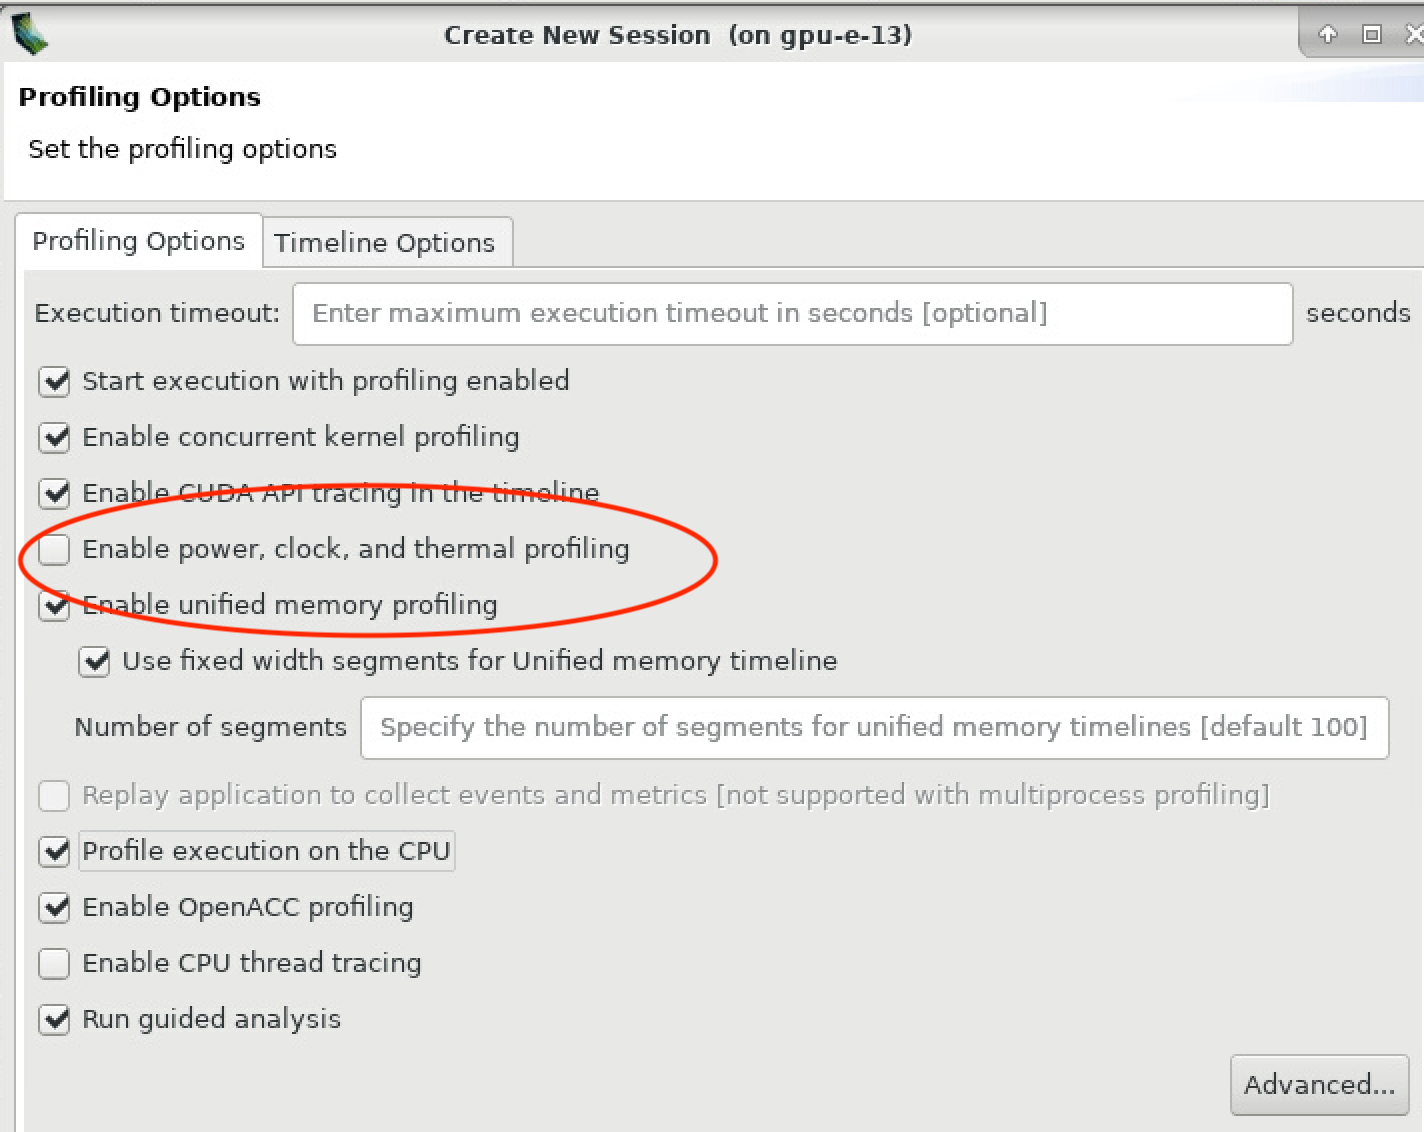 Create New Session  (on gpu-e-13)
Profiling Options
Set the profiling options
Profiling Options Timeline Options
Execution timeout: Enter maximum execution timeout in seconds [optional] seconds
Start execution with profiling enabled
Enable concurrent kernel profiling
Enable CUDA API tracing in the timeline
Enable power, clock, and thermal profiling
Enable unified memory profiling
Use fixed width segments for Unified memory timeline
Number of segments Specify the number of segments for unified memory timelines [default 100]
Replay application to collect events and metrics [not supported with multiprocess profiling]
Profile execution on the CPU
Enable OpenACC profiling
Enable CPU thread tracing
Run guided analysis
Advanced...